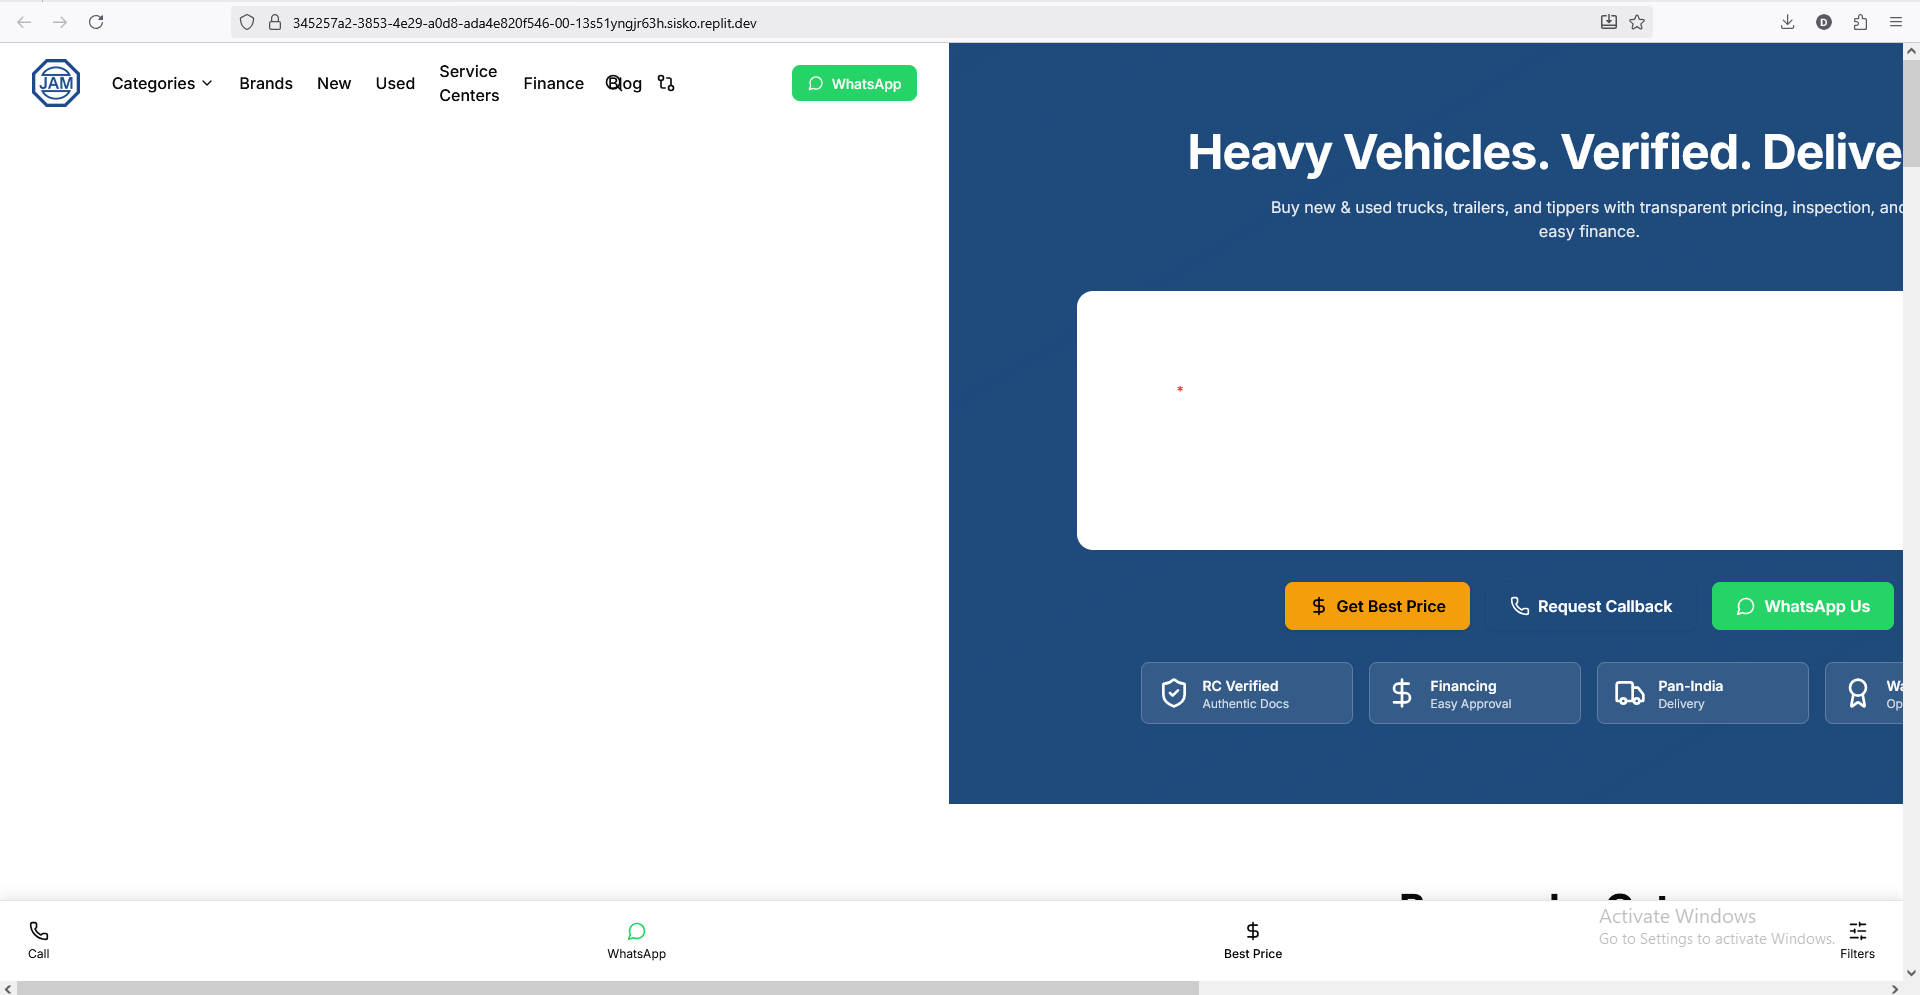 345257a2-3853-4e29-a0d8-ada4e820f546-00-13s51yngjr63h.sisko.replit.dev
D
JAM
Categories
Brands
New
Used
Service
Centers
Finance
Blog
WhatsApp
Heavy Vehicles. Verified. Delive
Buy new & used trucks, trailers, and tippers with transparent pricing, inspection, and
easy finance.
*
Get Best Price
Request Callback
WhatsApp Us
RC Verified
Authentic Docs
Financing
Easy Approval
Pan-India
Delivery
Wa
Op
Activate Windows
Go to Settings to activate Windows.
Call
WhatsApp
Best Price
Filters